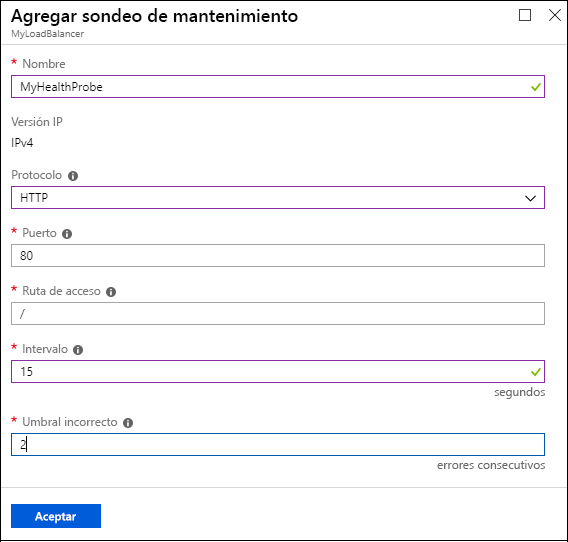 Agregar sondeo de mantenimiento
MyLoadBalancer
* Nombre
MyHealthProbe
Versión IP
IPv4
Protocolo
HTTP
* Puerto
80
* Ruta de acceso
/
* Intervalo
15
segundos
* Umbral incorrecto
2
errores consecutivos
Aceptar